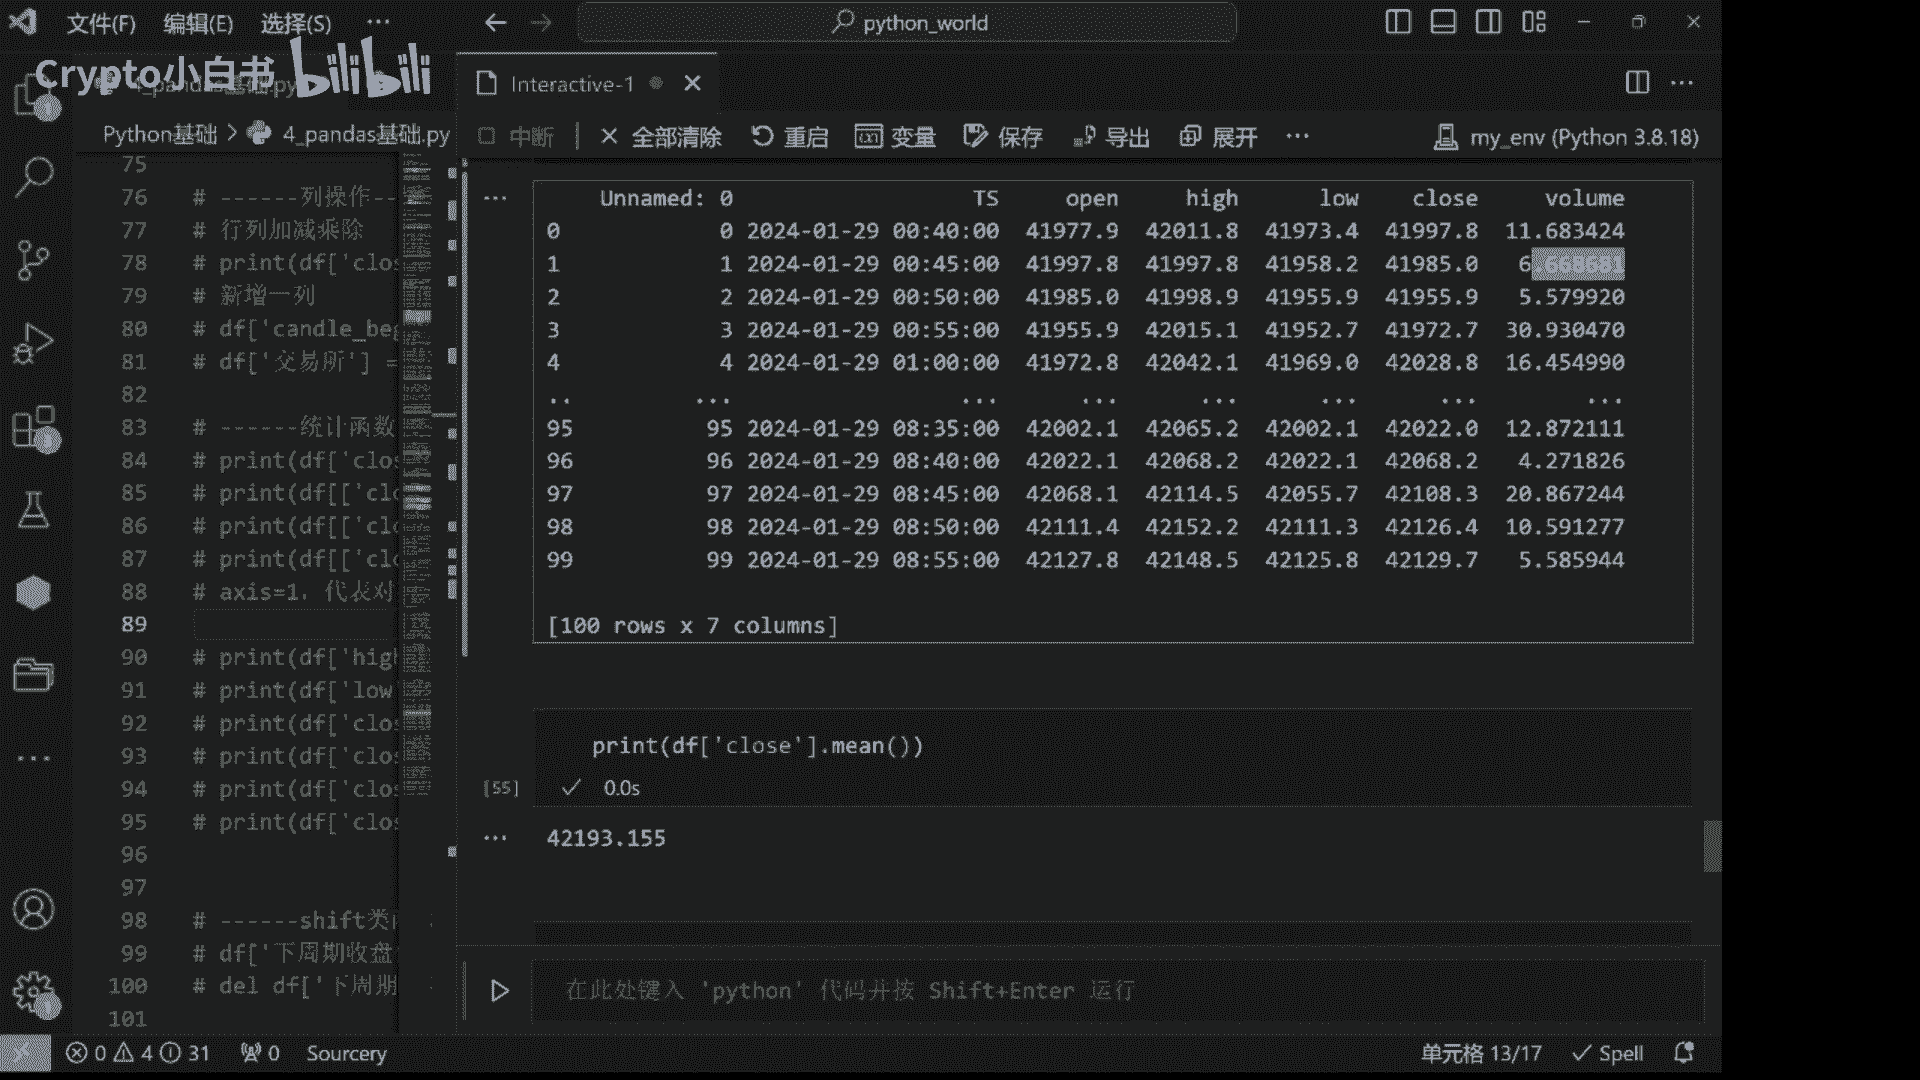 文件(F) 编辑(E) 选择(S) ··· python_world
Crypto小白书 bilibili
Interactive-1
Python基础 > 4_pandas基础.py
中断 全部清除 重启 变量 保存 导出 展开 ··· my_env (Python 3.8.18)
75
76 # ------列操作--
77 # 行列加减乘除
78 # print(df['clo
79 # 新增一列
80 # df['candle_be
81 # df['交易所'] =
82
83 # ------统计函数
84 # print(df['clo
85 # print(df[['cl
86 # print(df[['cl
87 # print(df[['cl
88 # axis=1，代表对
89
90 # print(df['hig
91 # print(df['low
92 # print(df['clo
93 # print(df['clo
94 # print(df['clo
95 # print(df['clo
96
97
98 # ------shift类
99 # df['下周期收盘
100 # del df['下周期
101
Unnamed: 0 TS open high low close volume
0 0 2024-01-29 00:40:00 41977.9 42011.8 41973.4 41997.8 11.683424
1 1 2024-01-29 00:45:00 41997.8 41997.8 41958.2 41985.0 6.668681
2 2 2024-01-29 00:50:00 41985.0 41998.9 41955.9 41955.9 5.579920
3 3 2024-01-29 00:55:00 41955.9 42015.1 41952.7 41972.7 30.930470
4 4 2024-01-29 01:00:00 41972.8 42042.1 41969.0 42028.8 16.454990
.. ... ... ... ... ... ... ...
95 95 2024-01-29 08:35:00 42002.1 42065.2 42002.1 42022.0 12.872111
96 96 2024-01-29 08:40:00 42022.1 42068.2 42022.1 42068.2 4.271826
97 97 2024-01-29 08:45:00 42068.1 42114.5 42055.7 42108.3 20.867244
98 98 2024-01-29 08:50:00 42111.4 42152.2 42111.3 42126.4 10.591277
99 99 2024-01-29 08:55:00 42127.8 42148.5 42125.8 42129.7 5.585944
[100 rows x 7 columns]
print(df['close'].mean())
[55] 0.0s
42193.155
在此处键入 'python' 代码并按 Shift+Enter 运行
0 4 31 0 Sourcery 单元格 13/17 Spell